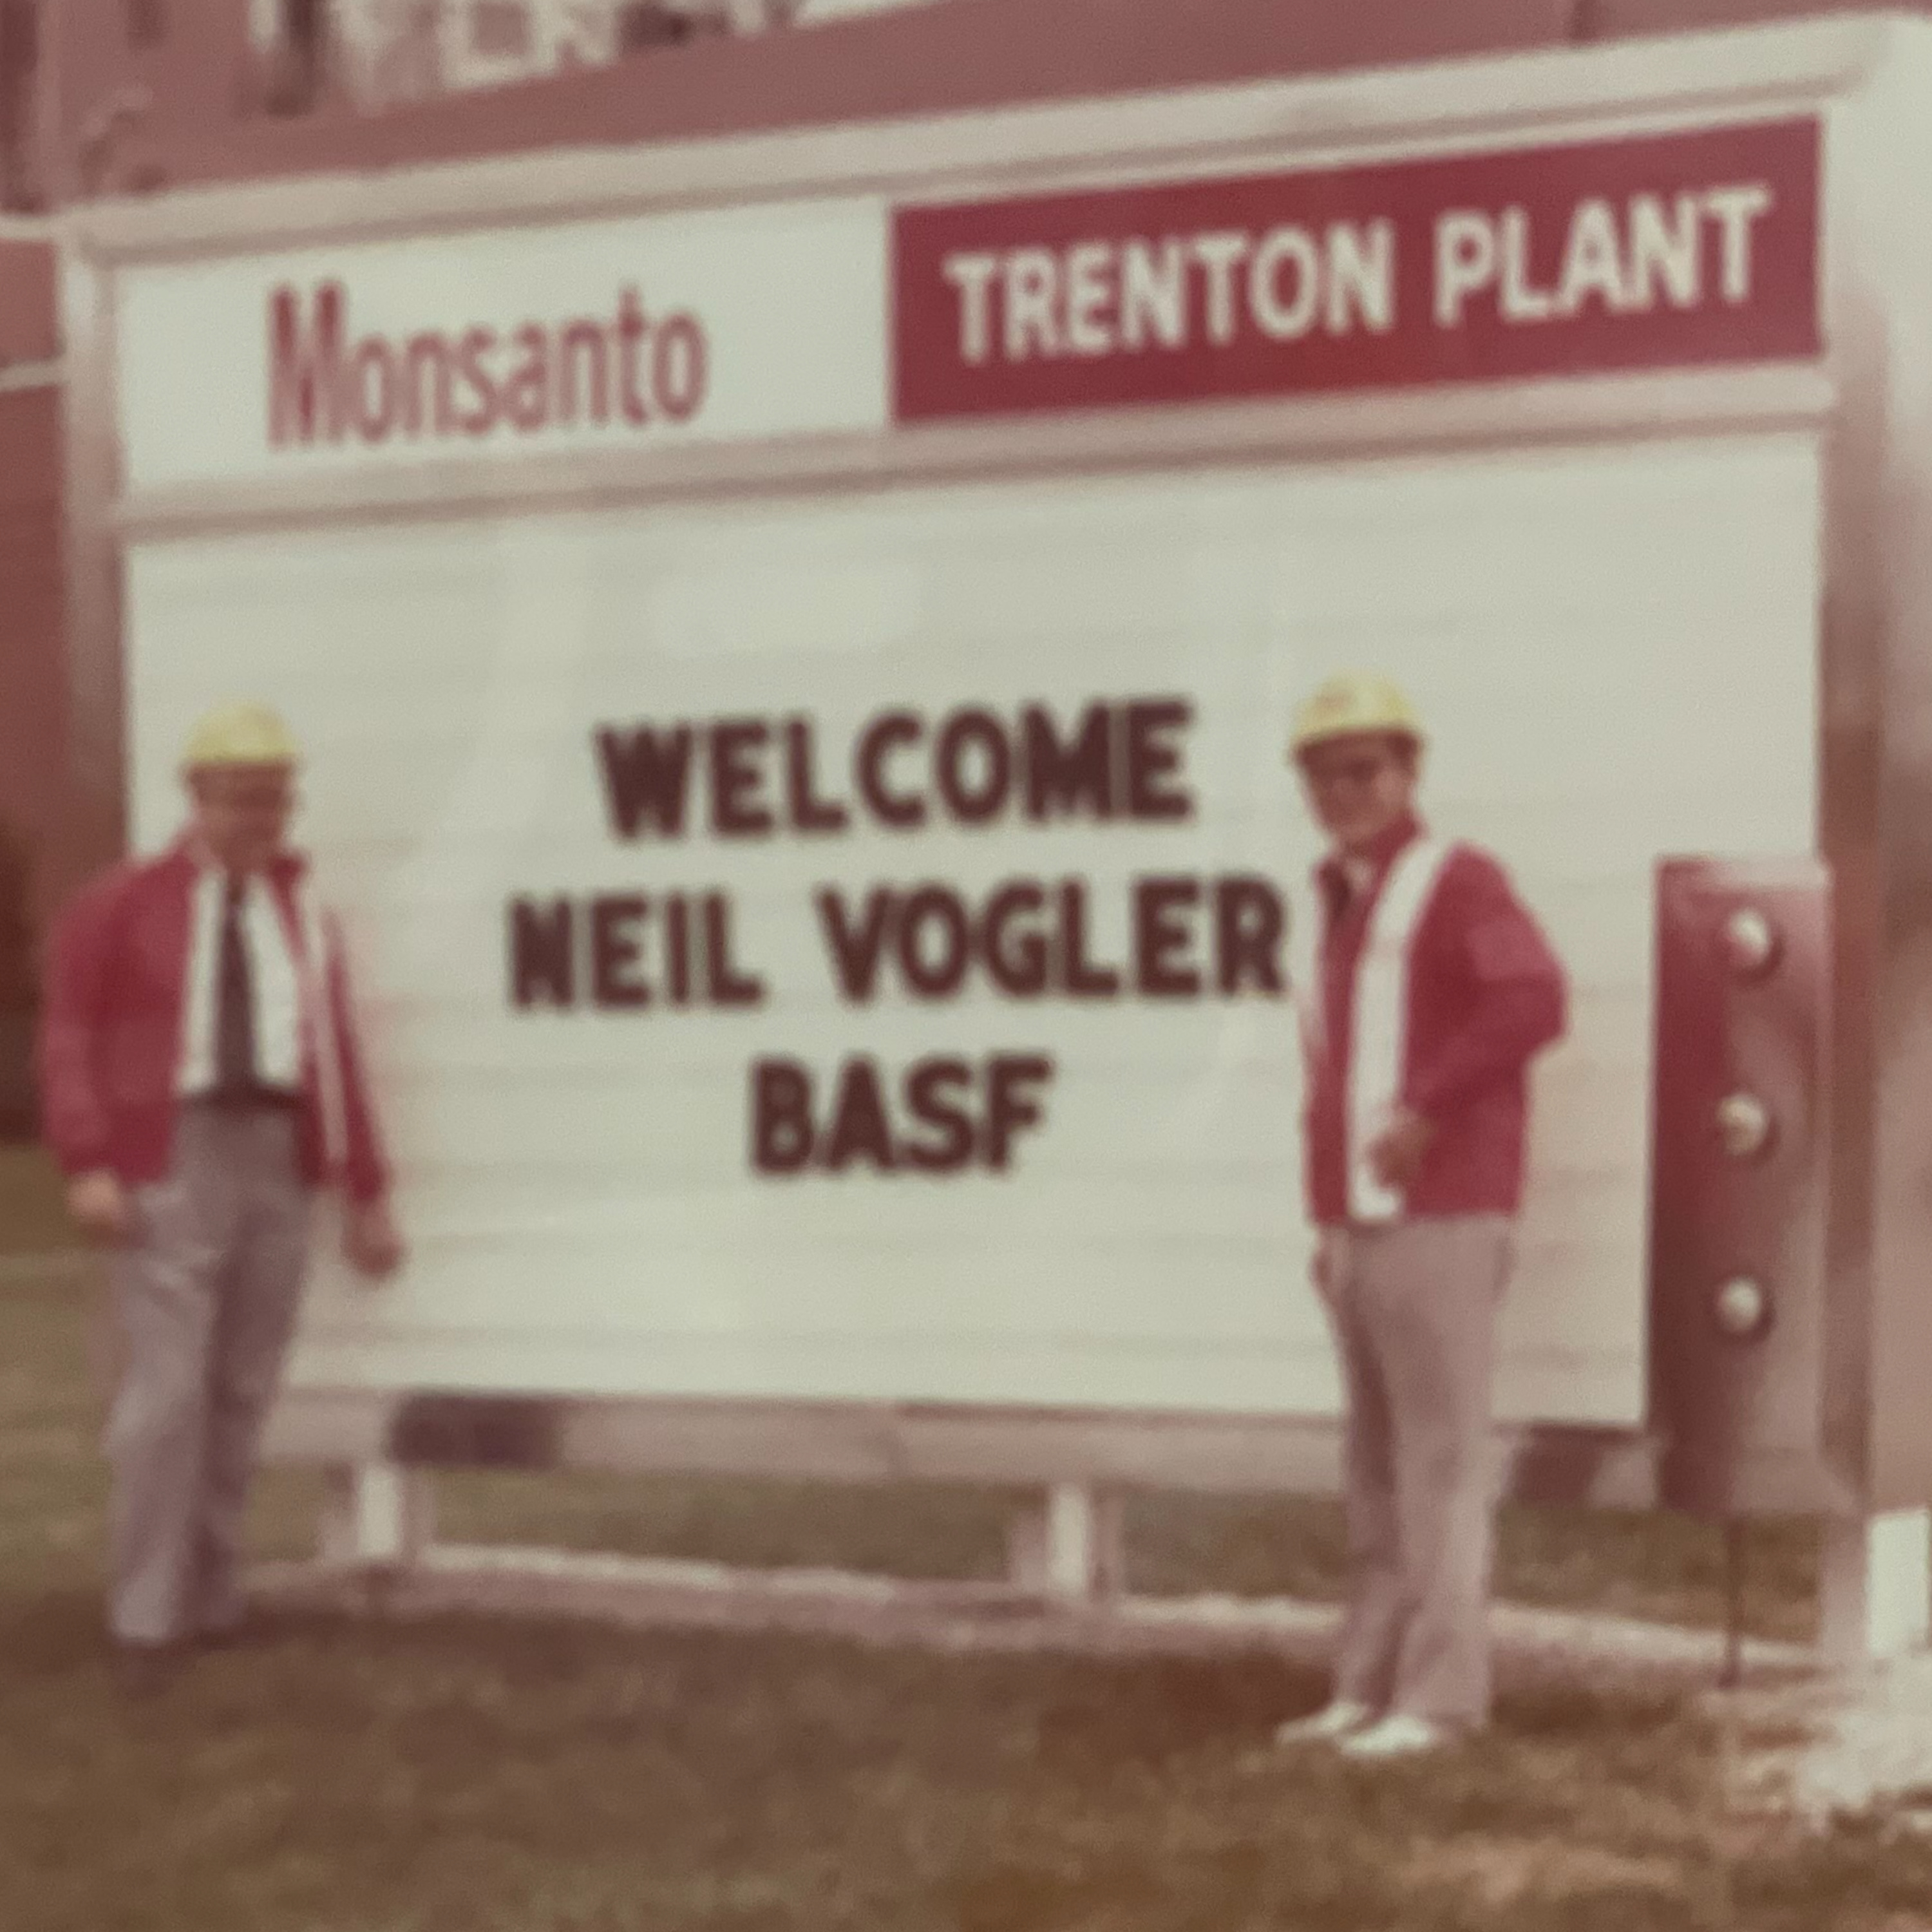 Monsanto
TRENTON PLANT
WELCOME
NEIL VOGLER
BASF